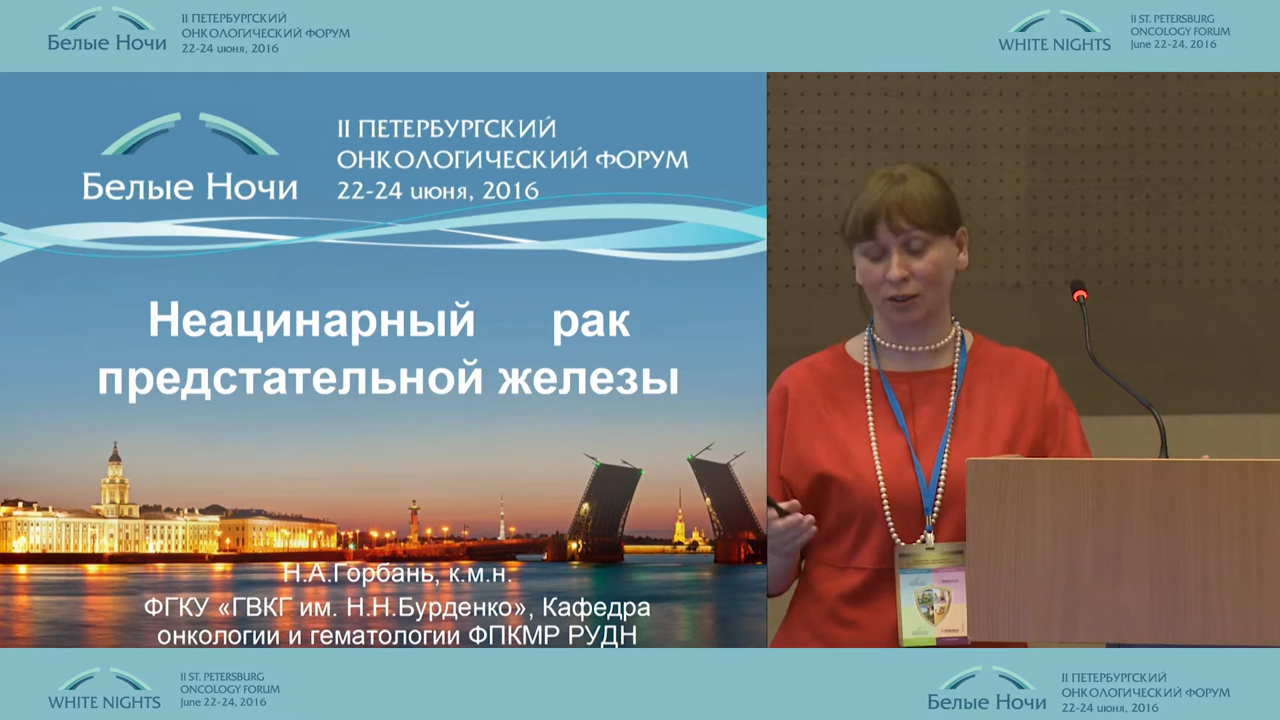 Белые Ночи
II ПЕТЕРБУРГСКИЙ
ОНКОЛОГИЧЕСКИЙ ФОРУМ
22-24 июня, 2016
WHITE NIGHTS
II ST. PETERSBURG
ONCOLOGY FORUM
June 22-24, 2016
Белые Ночи
II ПЕТЕРБУРГСКИЙ
ОНКОЛОГИЧЕСКИЙ ФОРУМ
22-24 июня, 2016
Неацинарный рак
предстательной железы
Н.А.Горбань, к.м.н.
ФГКУ «ГВКГ им. Н.Н.Бурденко», Кафедра
онкологии и гематологии ФПКМР РУДН
WHITE NIGHTS
II ST. PETERSBURG
ONCOLOGY FORUM
June 22-24, 2016
Белые Ночи
II ПЕТЕРБУРГСКИЙ
ОНКОЛОГИЧЕСКИЙ ФОРУМ
22-24 июня, 2016